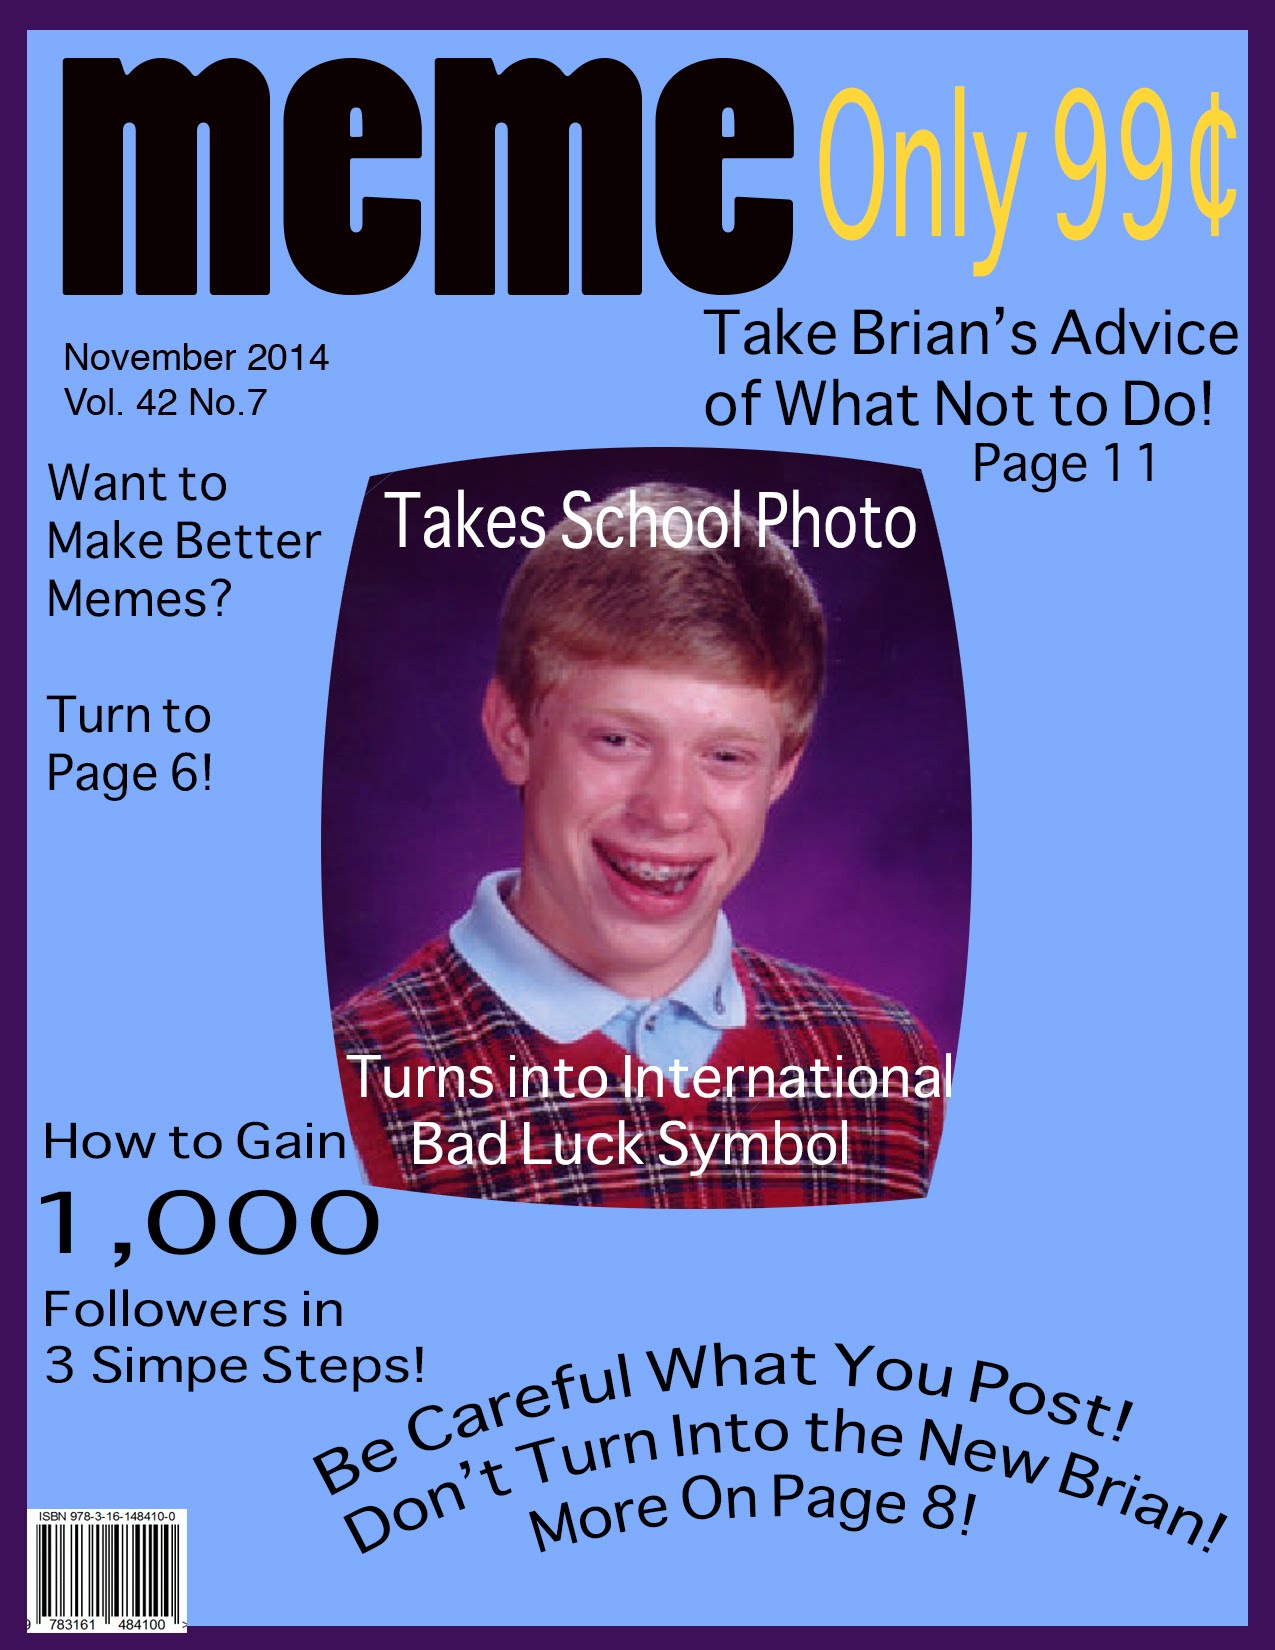 meme
Only 99¢
November 2014
Vol. 42 No.7
Take Brian's Advice
of What Not to Do!
Page 11
Want to
Make Better
Memes?
Turn to
Page 6!
Takes School Photo
Turns into International
Bad Luck Symbol
How to Gain
1,000
Followers in
3 Simpe Steps!
Be Careful What You Post!
Don't Turn Into the New Brian!
More On Page 8!
ISBN 978-3-16-148410-0
9 783161 484100 >